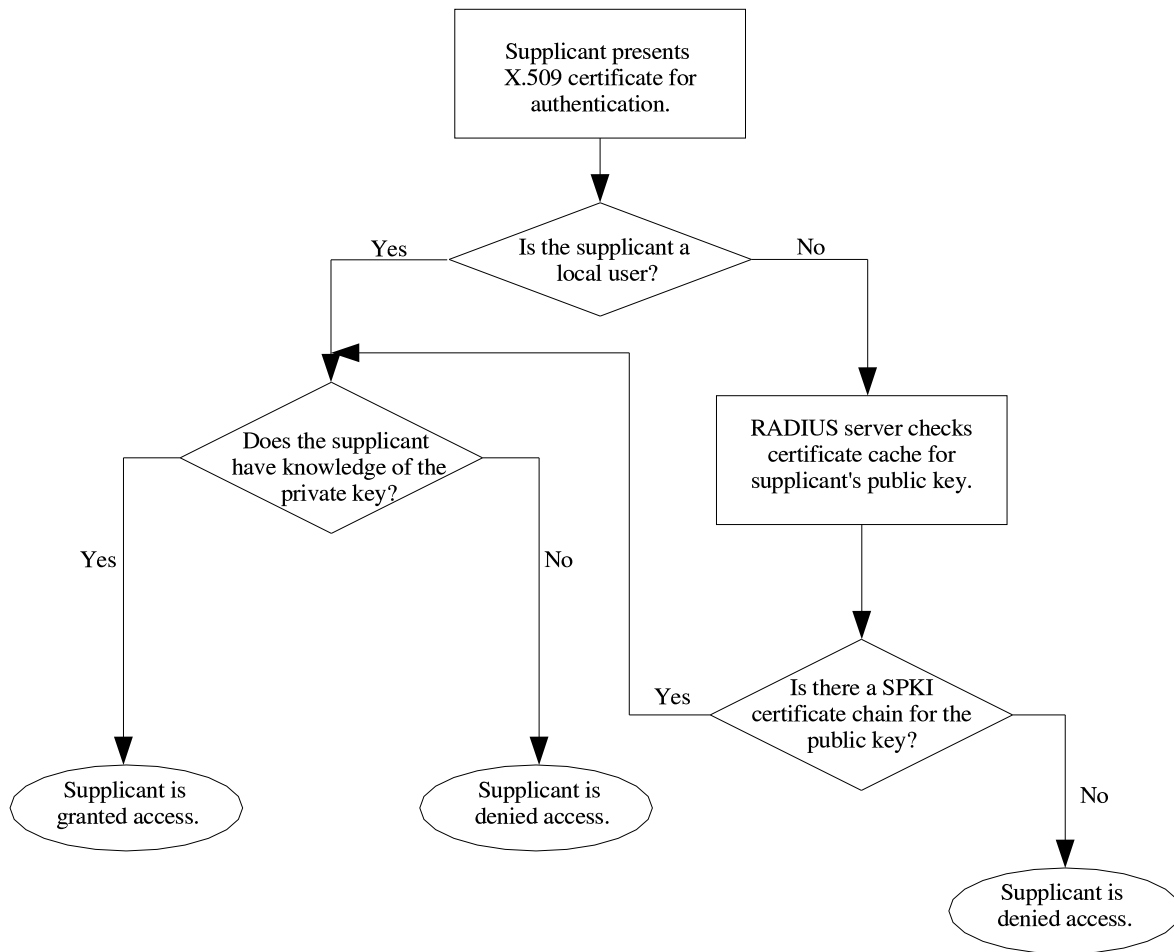 Supplicant presents
X.509 certificate for
authentication.
Yes
Is the supplicant a
local user?
No
Does the supplicant
have knowledge of the
private key?
RADIUS server checks
certificate cache for
supplicant's public key.
Yes
No
Yes
Is there a SPKI
certificate chain for the
public key?
No
Supplicant is
granted access.
Supplicant is
denied access.
Supplicant is
denied access.